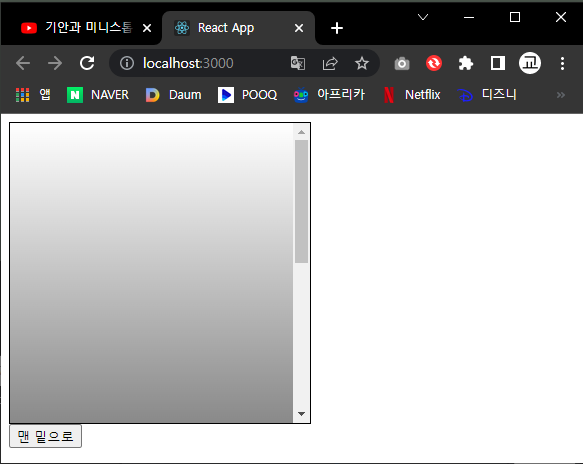 기안과 미니스톱
React App
localhost:3000
앱
NAVER
Daum
POOQ
아프리카
Netflix
디즈니
맨 밑으로